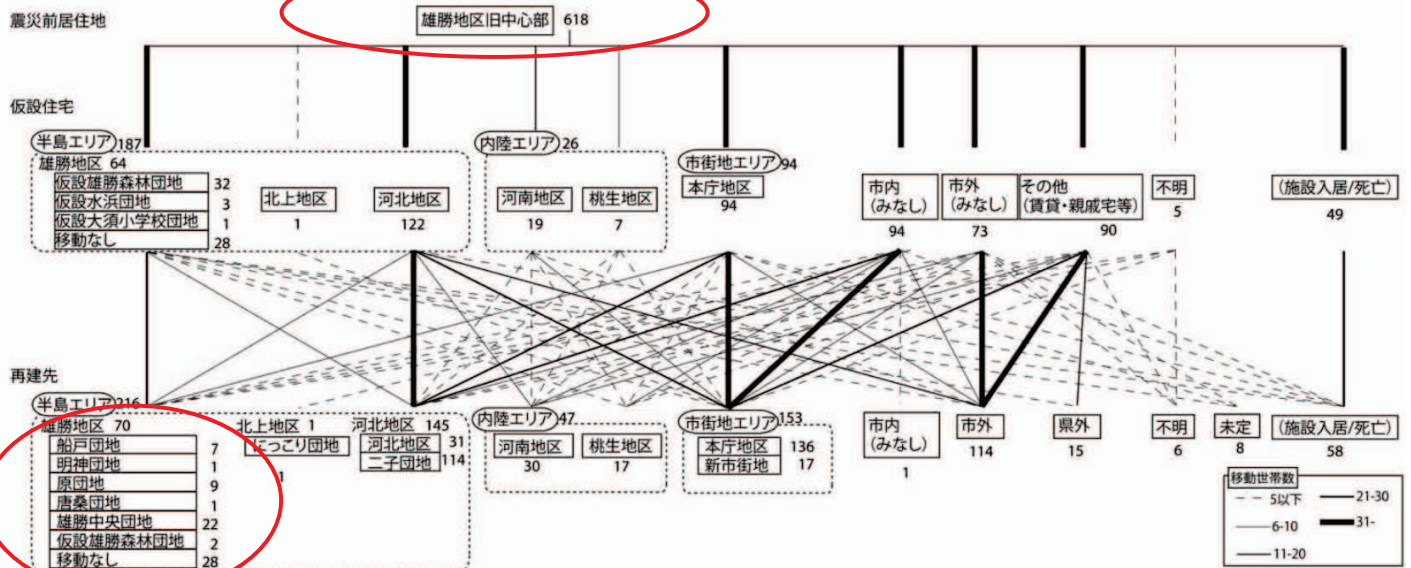 震災前居住地
雄勝地区旧中心部 618
仮設住宅
半島エリア 187
雄勝地区 64
仮設雄勝森林団地 32
仮設水浜団地 3
仮設大須小学校団地 1
移動なし 28
北上地区
1
河北地区
122
内陸エリア 26
河南地区
19
桃生地区
7
市街地エリア 94
本庁地区
94
市内
(みなし)
94
市外
(みなし)
73
その他
(賃貸・親戚宅等)
90
不明
5
(施設入居/死亡)
49
再建先
半島エリア 216
雄勝地区 70
船戸団地 7
明神団地 1
原団地 9
唐桑団地 1
雄勝中央団地 22
仮設雄勝森林団地 2
移動なし 28
北上地区 1
にっこり団地
1
河北地区 145
河北地区 31
二子団地 114
内陸エリア 47
河南地区
30
桃生地区
17
市街地エリア 153
本庁地区 136
新市街地 17
市内
(みなし)
1
市外
114
県外
15
不明
6
未定
8
(施設入居/死亡)
58
移動世帯数
5以下
6-10
11-20
21-30
31-